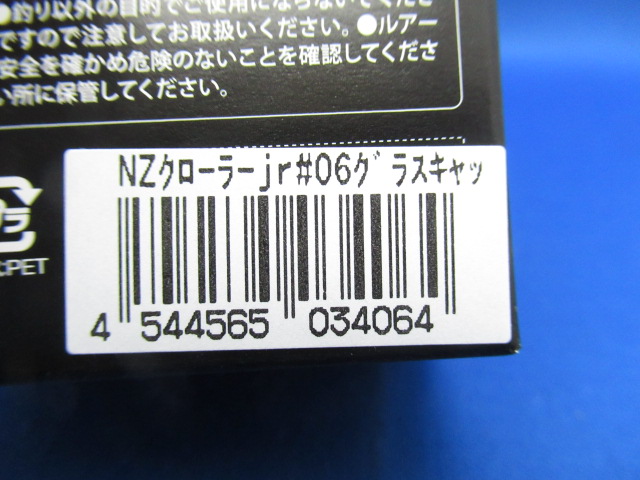 ●釣り以外の目的でご使用にならないでくださ
ですので注意してお取扱いください。●ルアー
安全を確かめ危険のないことを確認してくださ
い所に保管してください。
NZクローラーjr#06グラスキャッ
4 544565 034064
プラ
PET